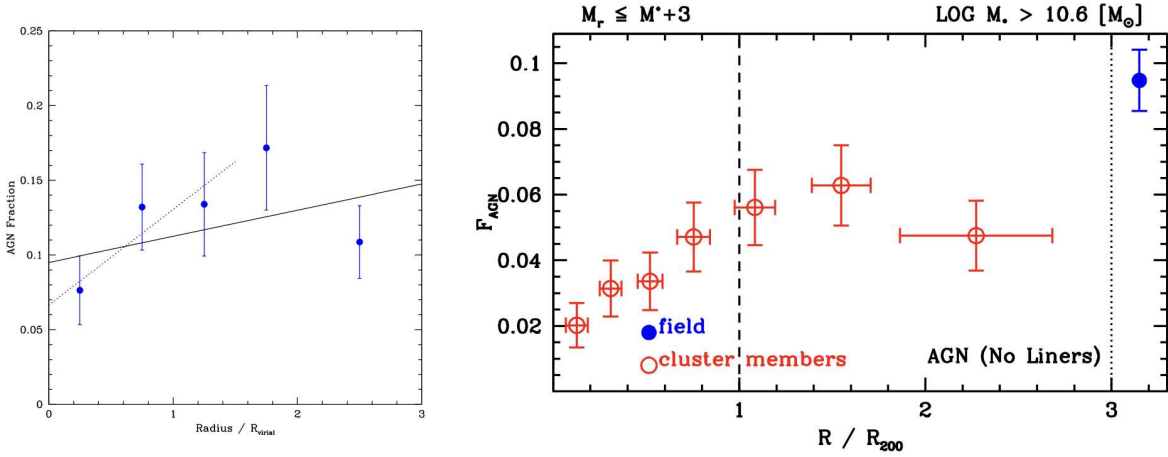 0.25
0.2
0.15
0.1
0.05
0
0 1 2 3
AGN Fraction
Radius / R_virial
M_r ≤ M*+3 LOG M_* > 10.6 [M_⊙]
0.1
0.08
0.06
0.04
0.02
F_AGN
field
cluster members
AGN (No Liners)
1 2 3
R / R_200